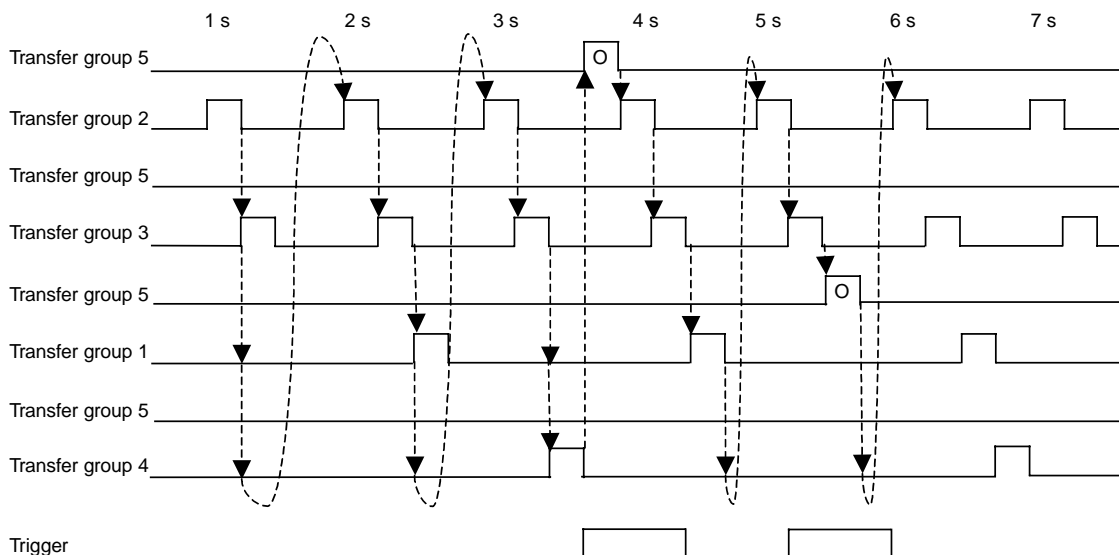 1 s 2 s 3 s 4 s 5 s 6 s 7 s
Transfer group 5
O
Transfer group 2
Transfer group 5
Transfer group 3
Transfer group 5
O
Transfer group 1
Transfer group 5
Transfer group 4
Trigger